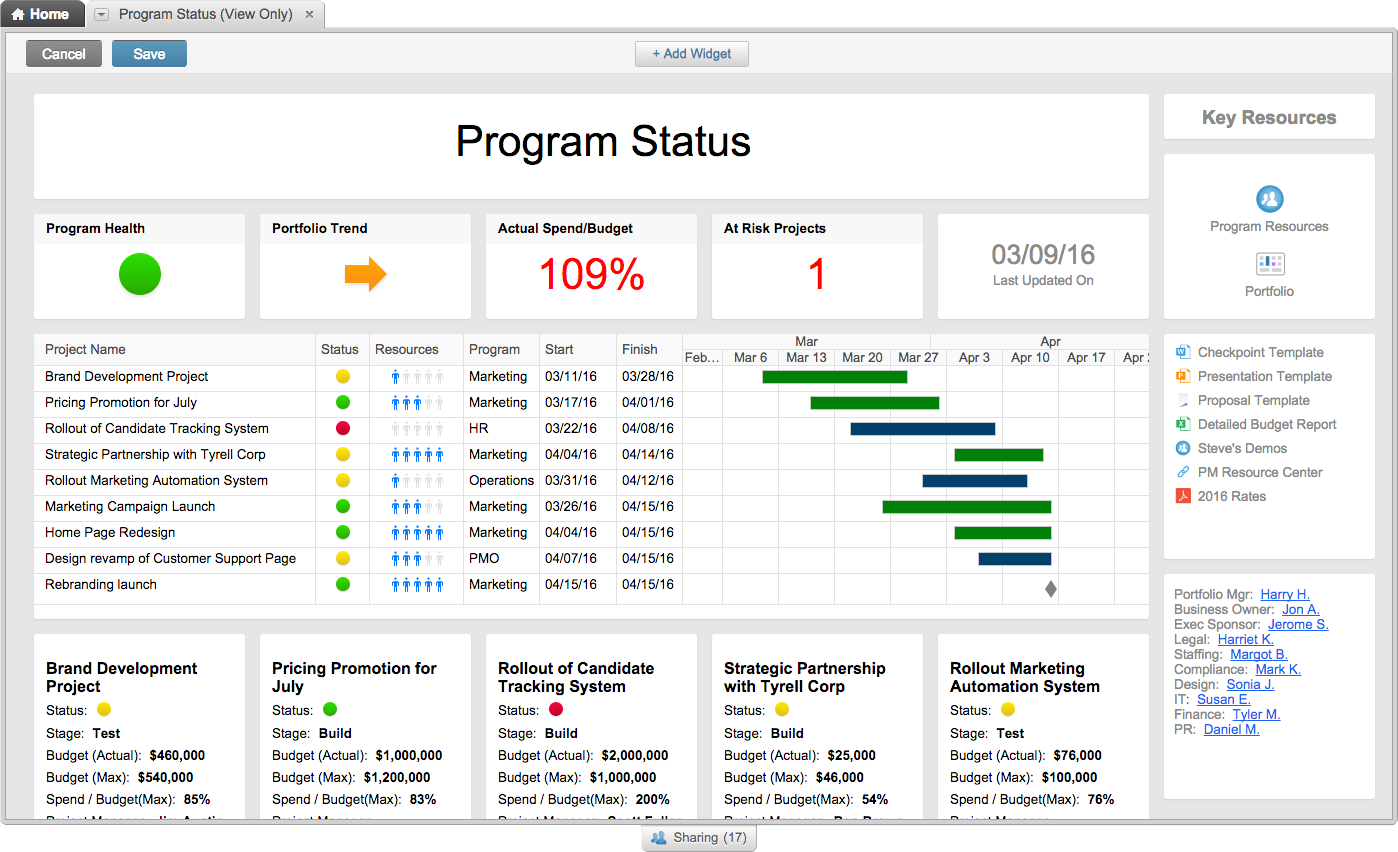 Home
Program Status (View Only)
Cancel Save + Add Widget
Program Status
Key Resources
Program Health
Portfolio Trend
Actual Spend/Budget
109%
At Risk Projects
1
03/09/16
Last Updated On
Program Resources
Portfolio
Mar Apr
Project Name Status Resources Program Start Finish Feb... Mar 6 Mar 13 Mar 20 Mar 27 Apr 3 Apr 10 Apr 17 Apr
Brand Development Project Marketing 03/11/16 03/28/16
Pricing Promotion for July Marketing 03/17/16 04/01/16
Rollout of Candidate Tracking System HR 03/22/16 04/08/16
Strategic Partnership with Tyrell Corp Marketing 04/04/16 04/14/16
Rollout Marketing Automation System Operations 03/31/16 04/12/16
Marketing Campaign Launch Marketing 03/26/16 04/15/16
Home Page Redesign Marketing 04/04/16 04/15/16
Design revamp of Customer Support Page PMO 04/07/16 04/15/16
Rebranding launch Marketing 04/15/16 04/15/16
Checkpoint Template
Presentation Template
Proposal Template
Detailed Budget Report
Steve's Demos
PM Resource Center
2016 Rates
Brand Development
Project
Status:
Stage: Test
Budget (Actual): $460,000
Budget (Max): $540,000
Spend / Budget(Max): 85%
Pricing Promotion for
July
Status:
Stage: Build
Budget (Actual): $1,000,000
Budget (Max): $1,200,000
Spend / Budget(Max): 83%
Rollout of Candidate
Tracking System
Status:
Stage: Build
Budget (Actual): $2,000,000
Budget (Max): $1,000,000
Spend / Budget(Max): 200%
Strategic Partnership
with Tyrell Corp
Status:
Stage: Build
Budget (Actual): $25,000
Budget (Max): $46,000
Spend / Budget(Max): 54%
Rollout Marketing
Automation System
Status:
Stage: Test
Budget (Actual): $76,000
Budget (Max): $100,000
Spend / Budget(Max): 76%
Portfolio Mgr: Harry H.
Business Owner: Jon A.
Exec Sponsor: Jerome S.
Legal: Harriet K.
Staffing: Margot B.
Compliance: Mark K.
Design: Sonia J.
IT: Susan E.
Finance: Tyler M.
PR: Daniel M.
Sharing (17)